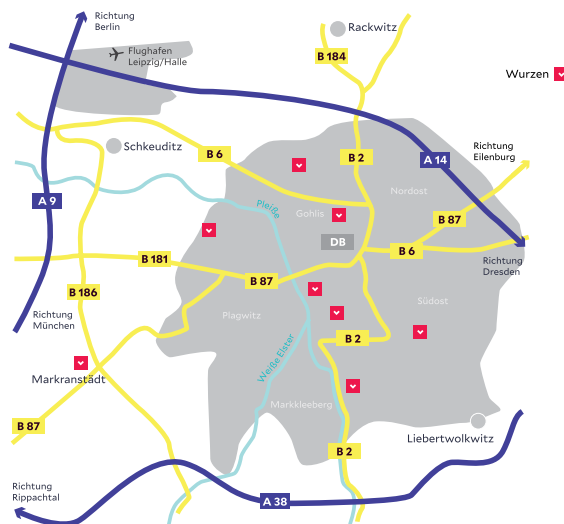 Richtung
Berlin
Flughafen
Leipzig/Halle
Rackwitz
B 184
Wurzen
Schkeuditz
B 6
B 2
A 14
Richtung
Eilenburg
Nordost
A 9
Pleiße
Gohlis
B 87
DB
B 6
B 181
Richtung
Dresden
B 87
B 186
Südost
Richtung
München
Plagwitz
B 2
Weiße Elster
Markranstädt
Markkleeberg
B 87
Liebertwolkwitz
B 2
Richtung
Rippachtal
A 38